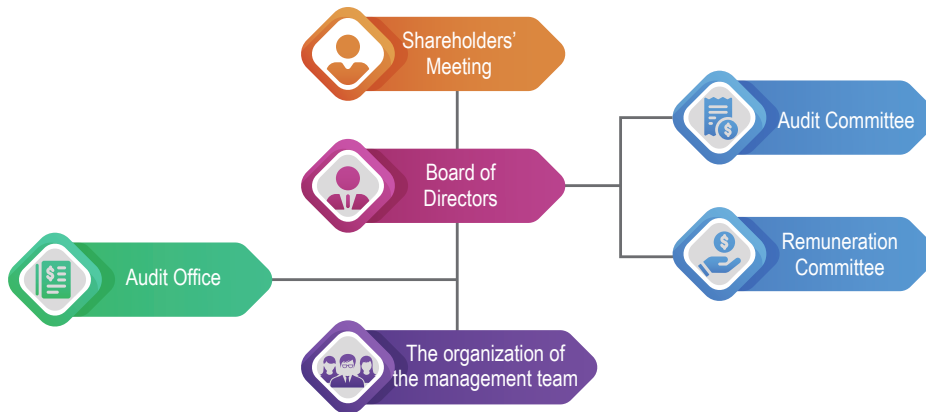 Shareholders’
Meeting
Audit Committee
Board of
Directors
Remuneration
Committee
Audit Office
The organization of
the management team